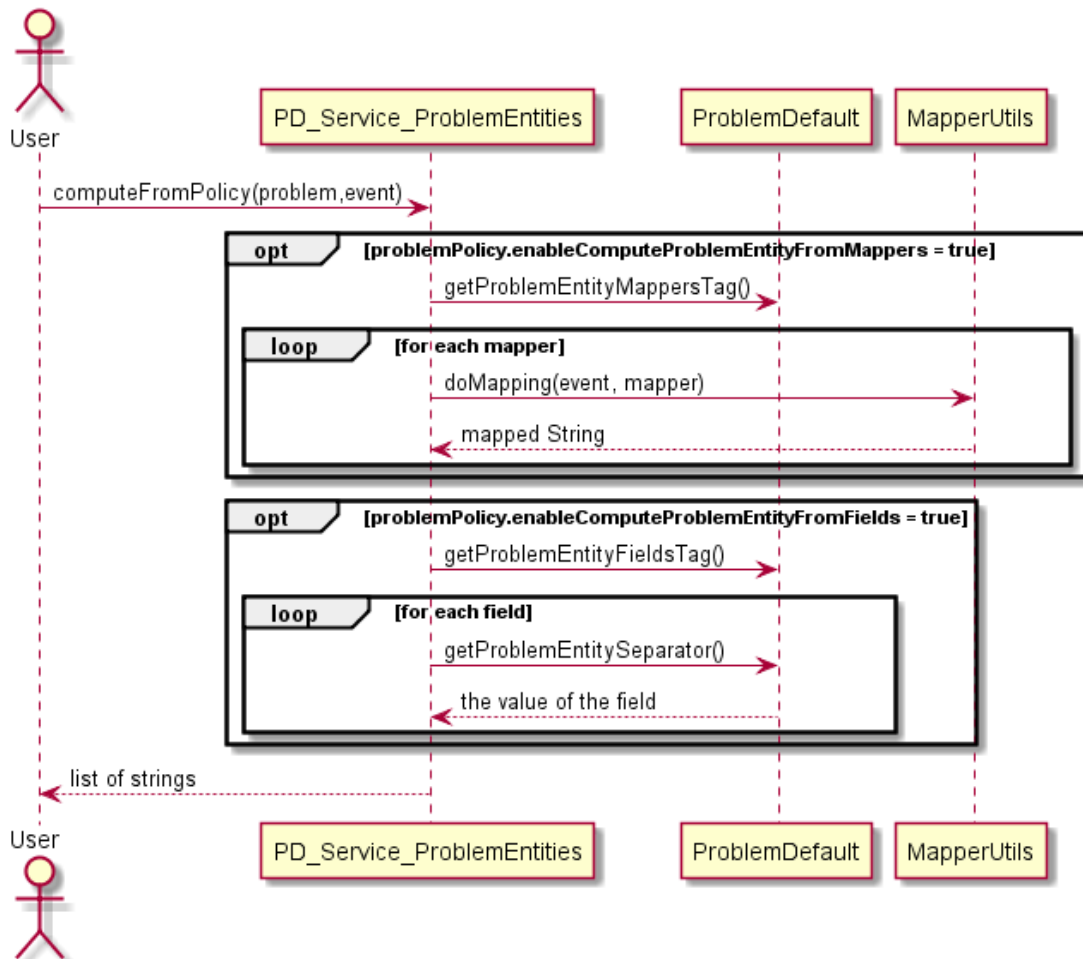 User
PD_Service_ProblemEntities
ProblemDefault
MapperUtils
computeFromPolicy(problem,event)
opt
[problemPolicy.enableComputeProblemEntityFromMappers = true]
getProblemEntityMappersTag()
loop
[for each mapper]
doMapping(event, mapper)
mapped String
opt
[problemPolicy.enableComputeProblemEntityFromFields = true]
getProblemEntityFieldsTag()
loop
[for each field]
getProblemEntitySeparator()
the value of the field
list of strings
User
PD_Service_ProblemEntities
ProblemDefault
MapperUtils